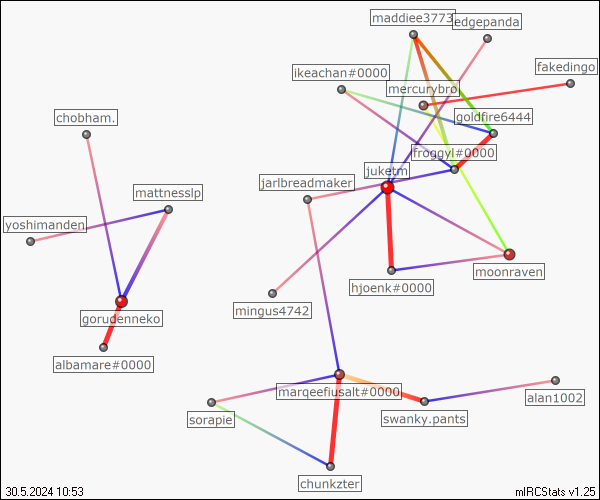 maddiee3773
edgepanda
ikeachan#0000
fakedingo
mercurybro
chobham.
goldfire6444
froggyl#0000
juketm
jarlbreadmaker
mattnesslp
yoshimanden
moonraven
hjoenk#0000
mingus4742
gorudenneko
albamare#0000
marqeefiusalt#0000
alan1002
sorapie
swanky.pants
chunkzter
30.5.2024 10:53
mIRCStats v1.25